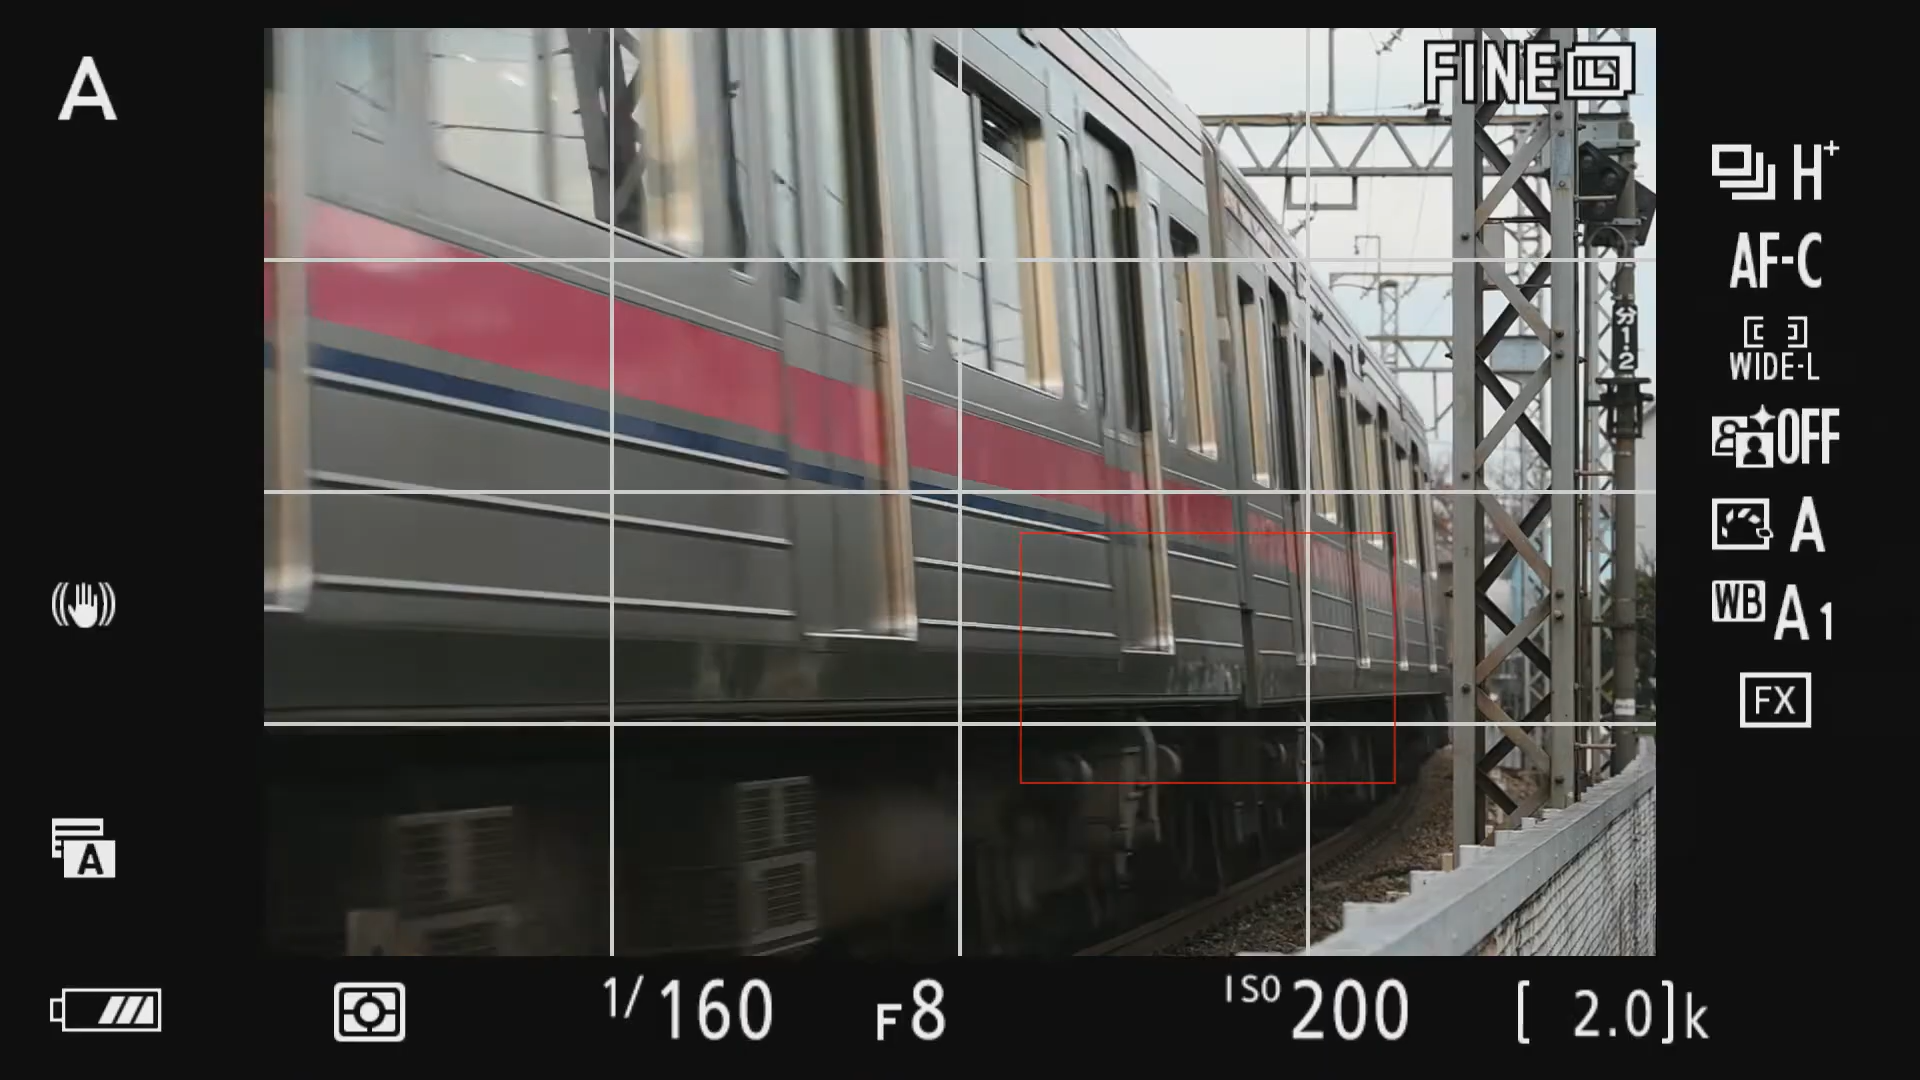 A
FINE L
H+
AF-C
WIDE-L
OFF
A
WB A1
FX
分
1·2
A
1/160 F8 ISO 200 [ 2.0]k